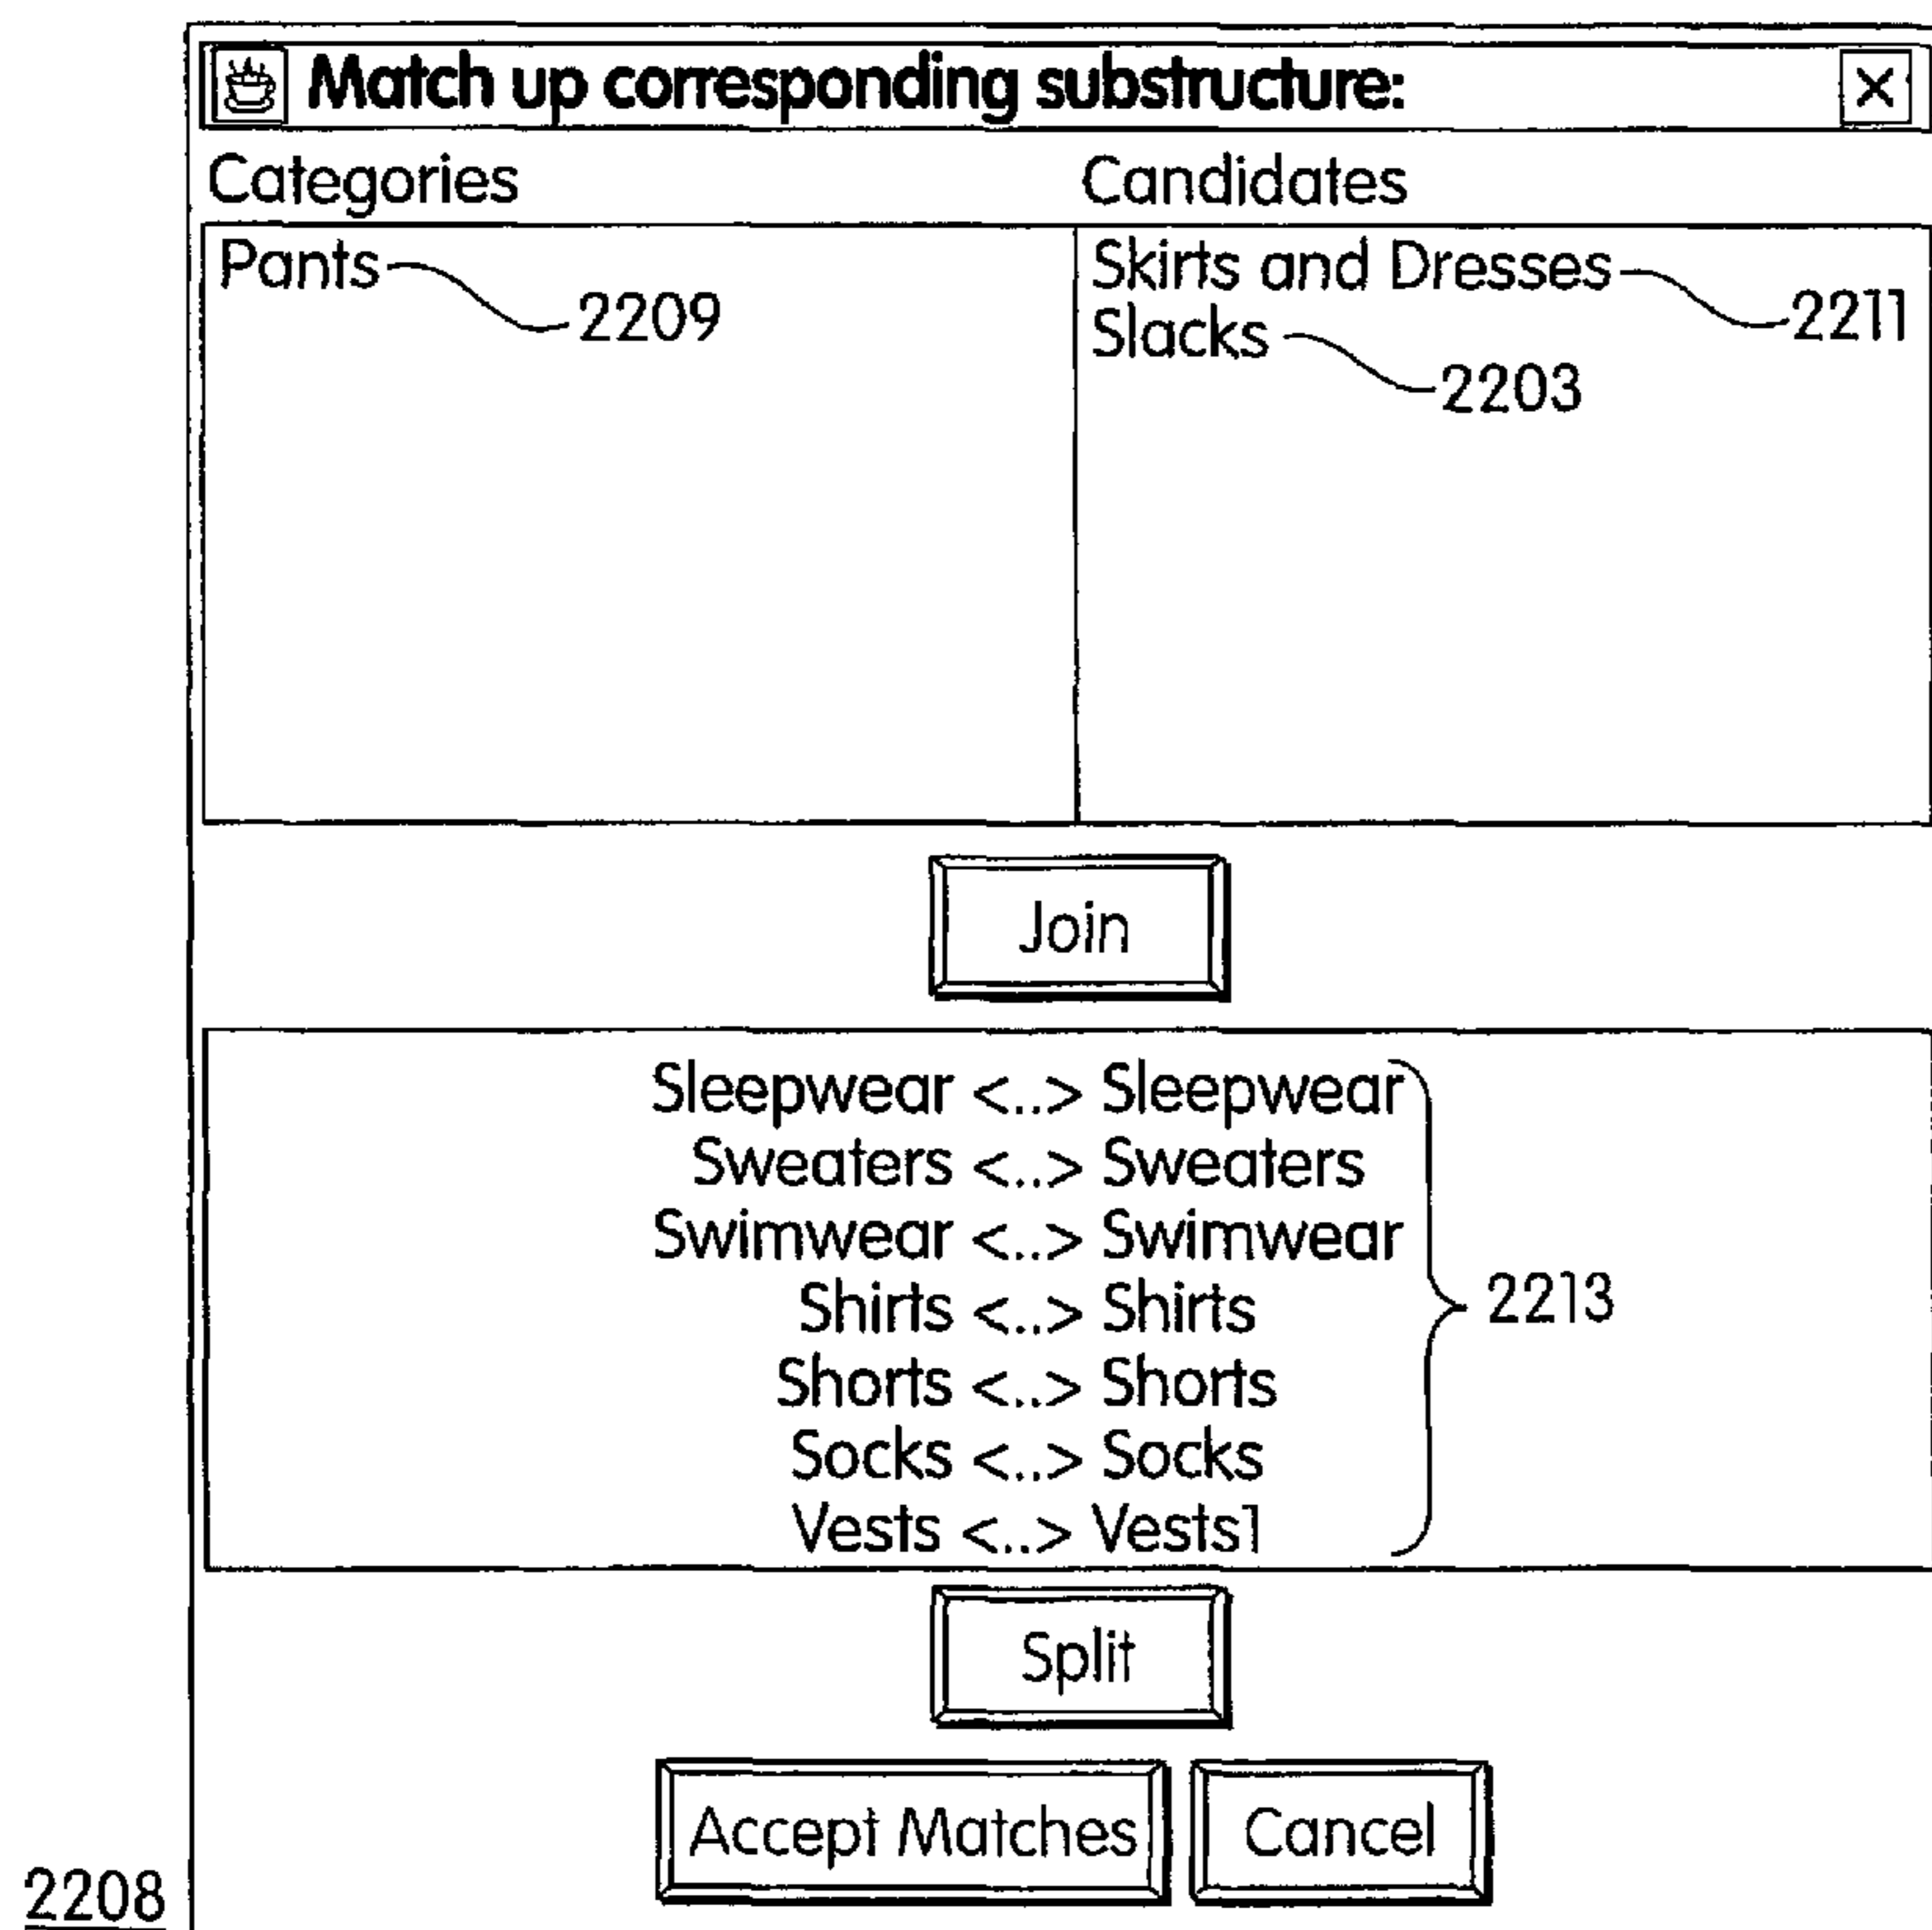 Match up corresponding substructure:
Categories Candidates
Pants Skirts and Dresses
2209 2211
Slacks
2203
Join
Sleepwear <..> Sleepwear
Sweaters <..> Sweaters
Swimwear <..> Swimwear
Shirts <..> Shirts
2213
Shorts <..> Shorts
Socks <..> Socks
Vests <..> Vests1
Split
Accept Matches Cancel
2208